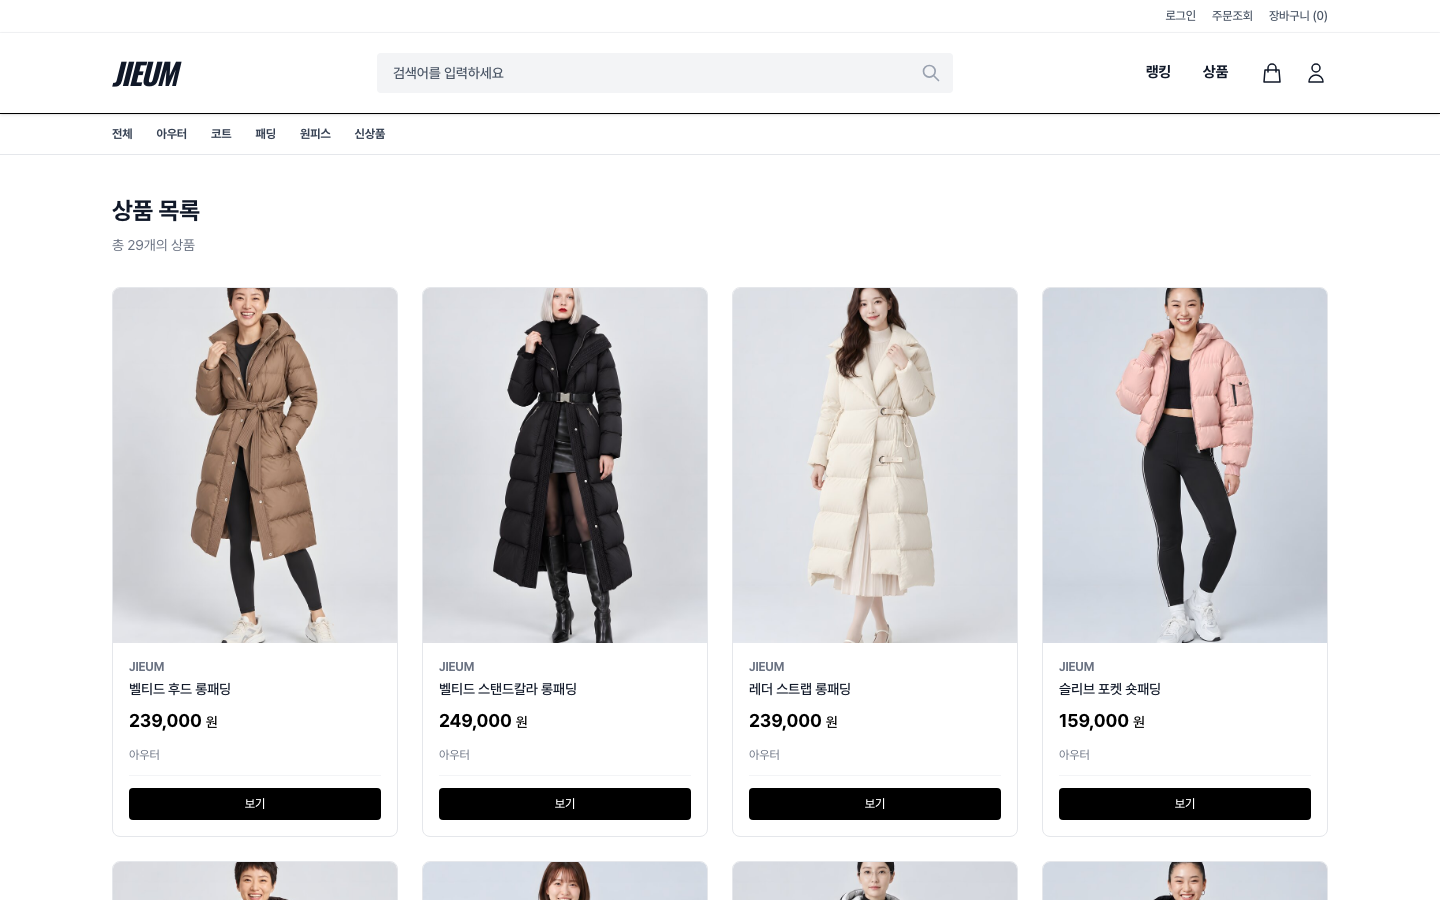 로그인 주문조회 장바구니 (0)
JIEUM
검색어를 입력하세요
랭킹 상품
전체 아우터 코트 패딩 원피스 신상품
상품 목록
총 29개의 상품
JIEUM
벨티드 후드 롱패딩
239,000 원
아우터
보기
JIEUM
벨티드 스탠드칼라 롱패딩
249,000 원
아우터
보기
JIEUM
레더 스트랩 롱패딩
239,000 원
아우터
보기
JIEUM
슬리브 포켓 숏패딩
159,000 원
아우터
보기